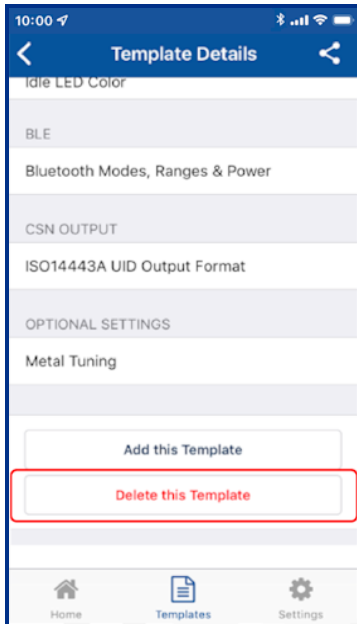 10:00
Template Details
Idle LED Color
BLE
Bluetooth Modes, Ranges & Power
CSN OUTPUT
ISO14443A UID Output Format
OPTIONAL SETTINGS
Metal Tuning
Add this Template
Delete this Template
Home Templates Settings